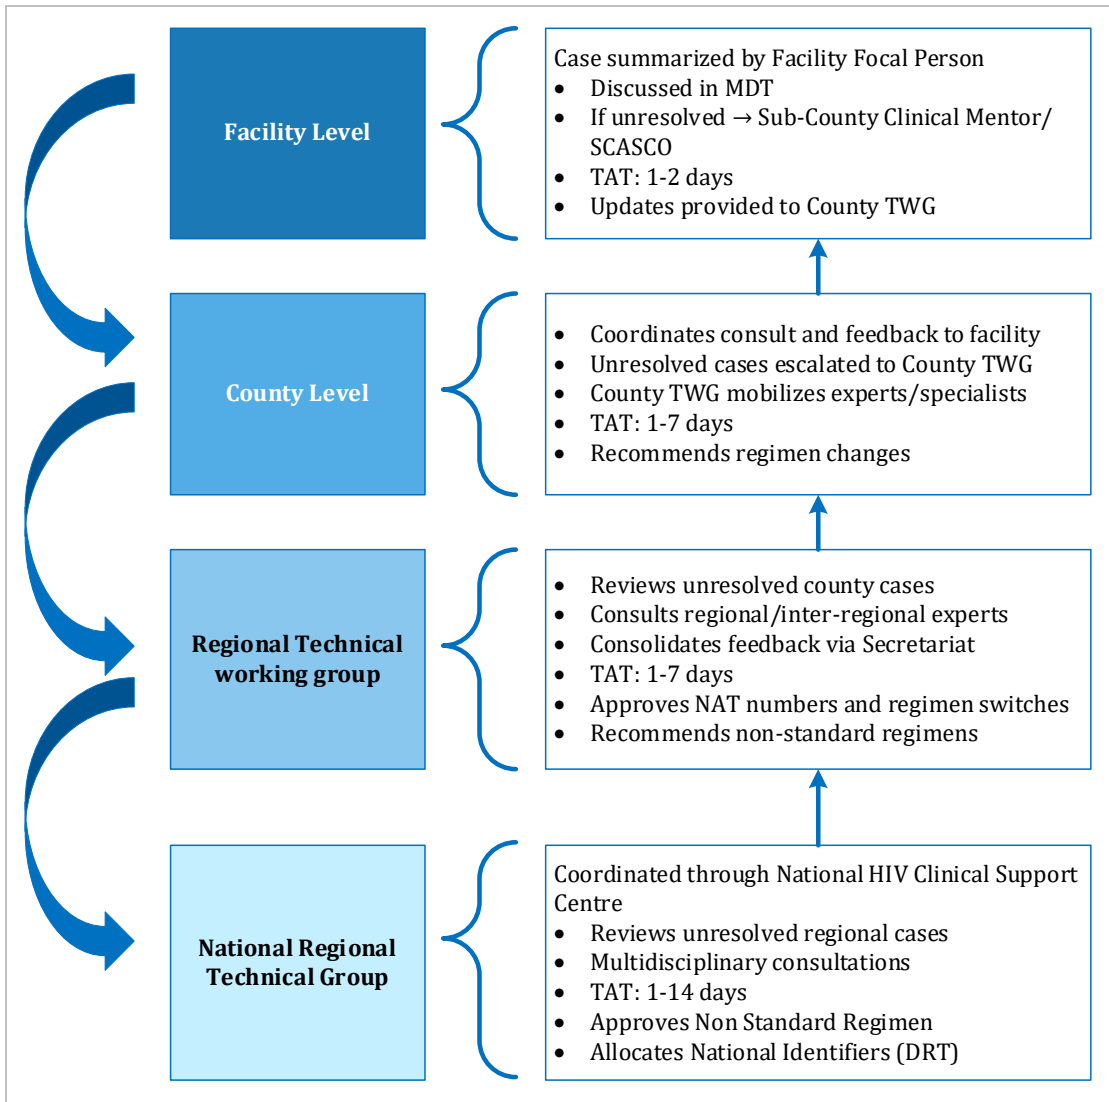 Facility Level
Case summarized by Facility Focal Person
• Discussed in MDT
• If unresolved → Sub-County Clinical Mentor/
SCASCO
• TAT: 1-2 days
• Updates provided to County TWG
County Level
• Coordinates consult and feedback to facility
• Unresolved cases escalated to County TWG
• County TWG mobilizes experts/specialists
• TAT: 1-7 days
• Recommends regimen changes
Regional Technical
working group
• Reviews unresolved county cases
• Consults regional/inter-regional experts
• Consolidates feedback via Secretariat
• TAT: 1-7 days
• Approves NAT numbers and regimen switches
• Recommends non-standard regimens
National Regional
Technical Group
Coordinated through National HIV Clinical Support
Centre
• Reviews unresolved regional cases
• Multidisciplinary consultations
• TAT: 1-14 days
• Approves Non Standard Regimen
• Allocates National Identifiers (DRT)